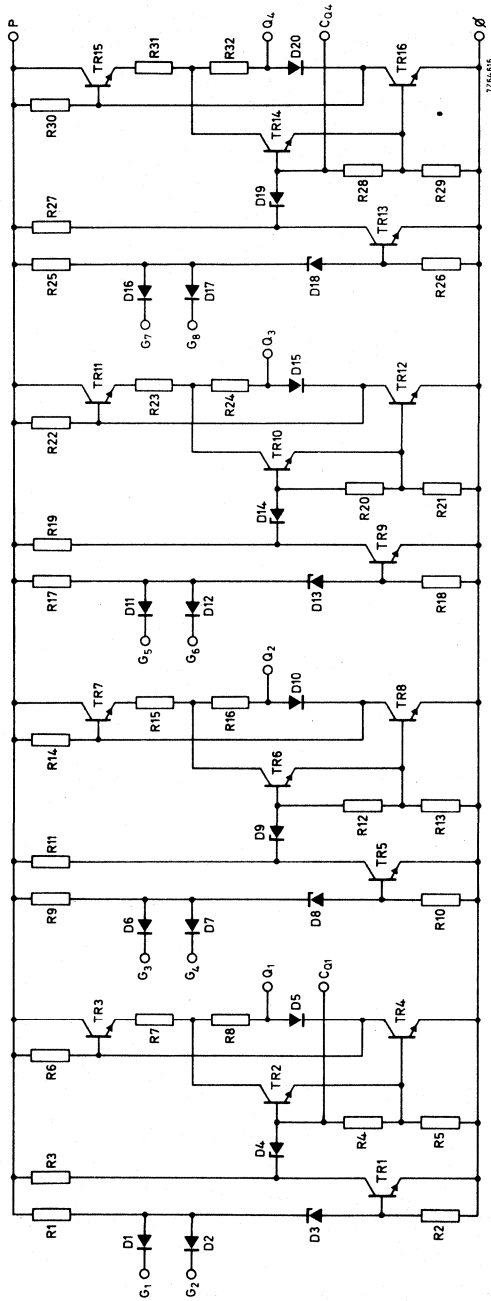 P
Q4
CQ4
Ø
7Z64616
TR15
R31
R32
D20
TR16
R30
TR14
D19
R28
R29
R27
TR13
R25
D16
D17
D18
R26
G7
G8
Q3
TR11
R23
R24
D15
TR12
R22
TR10
D14
R20
R21
R19
TR9
R17
D11
D12
D13
R18
G5
G6
Q2
TR7
R15
R16
D10
TR8
R14
TR6
D9
R12
R13
R11
TR5
R9
D6
D7
D8
R10
G3
G4
Q1
CQ1
TR3
R7
R8
D5
TR4
R6
TR2
D4
R4
R5
R3
TR1
R1
D1
D2
D3
R2
G1
G2